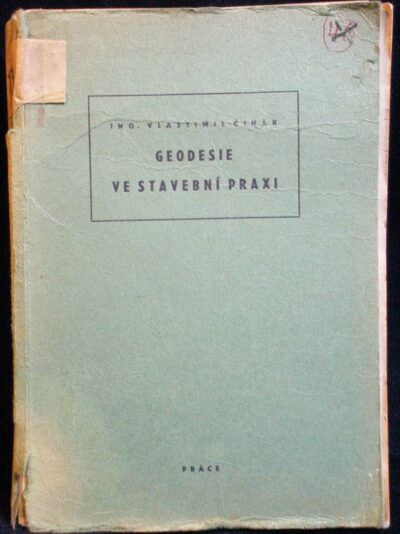 ING. VLASTIMIL ČIHÁK
GEODESIE
VE STAVEBNÍ PRAXI
PRÁCE